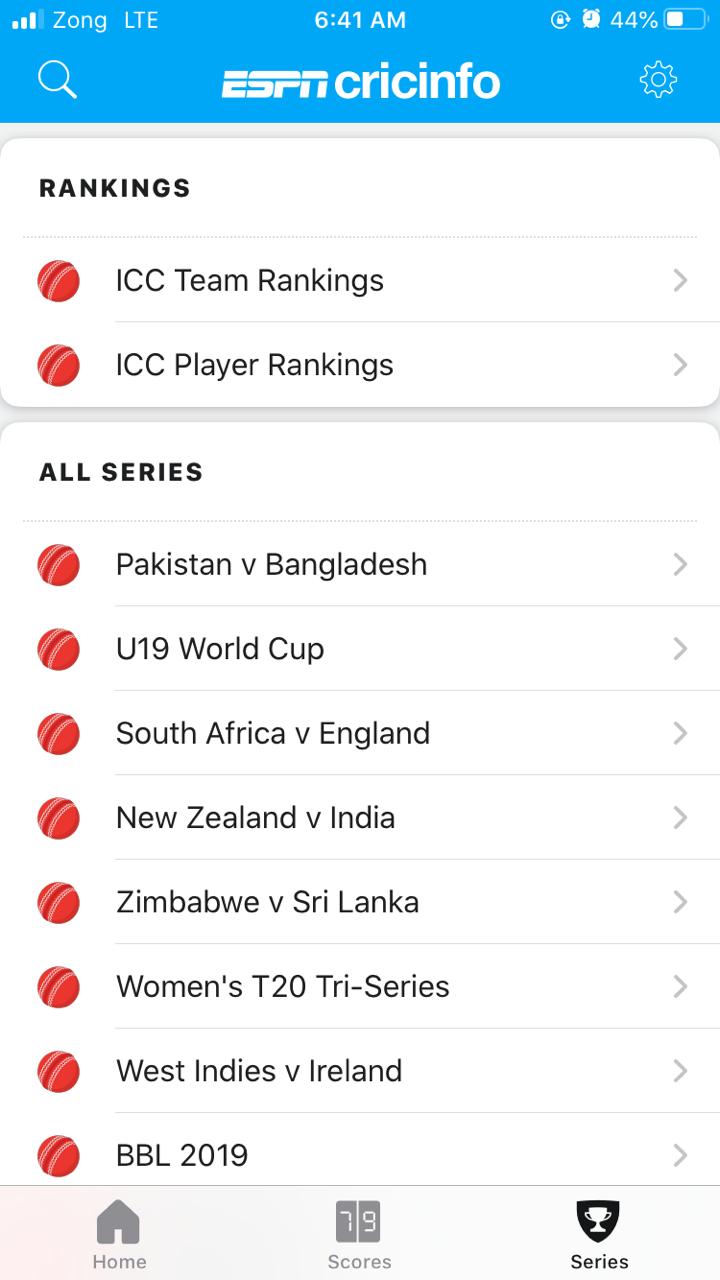 Zong LTE 6:41 AM 44%
ESPN cricinfo
RANKINGS
ICC Team Rankings
ICC Player Rankings
ALL SERIES
Pakistan v Bangladesh
U19 World Cup
South Africa v England
New Zealand v India
Zimbabwe v Sri Lanka
Women's T20 Tri-Series
West Indies v Ireland
BBL 2019
79
Home Scores Series